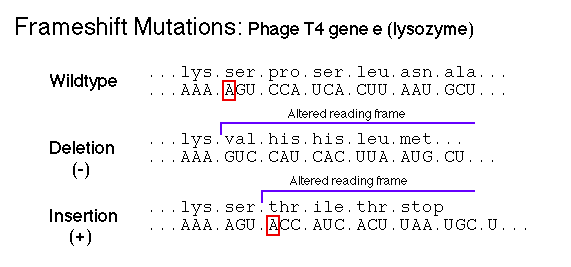 Frameshift Mutations: Phage T4 gene e (lysozyme)
Wildtype
...lys.ser.pro.ser.leu.asn.ala...
...AAA.AGU.CCA.UCA.CUU.AAU.GCU...
Altered reading frame
Deletion
(-)
...lys.val.his.his.leu.met...
...AAA.GUC.CAU.CAC.UUA.AUG.CU...
Altered reading frame
Insertion
(+)
...lys.ser.thr.ile.thr.stop
...AAA.AGU.ACC.AUC.ACU.UAA.UGC.U...